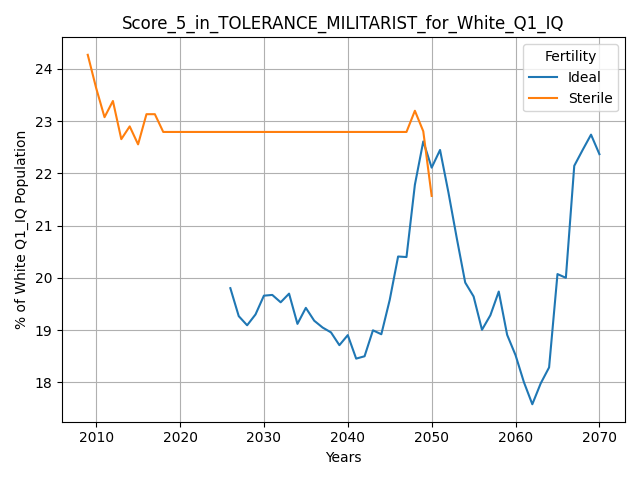 Score_5_in_TOLERANCE_MILITARIST_for_White_Q1_IQ
Fertility
Ideal
Sterile
% of White Q1_IQ Population
24
23
22
21
20
19
18
2010 2020 2030 2040 2050 2060 2070
Years